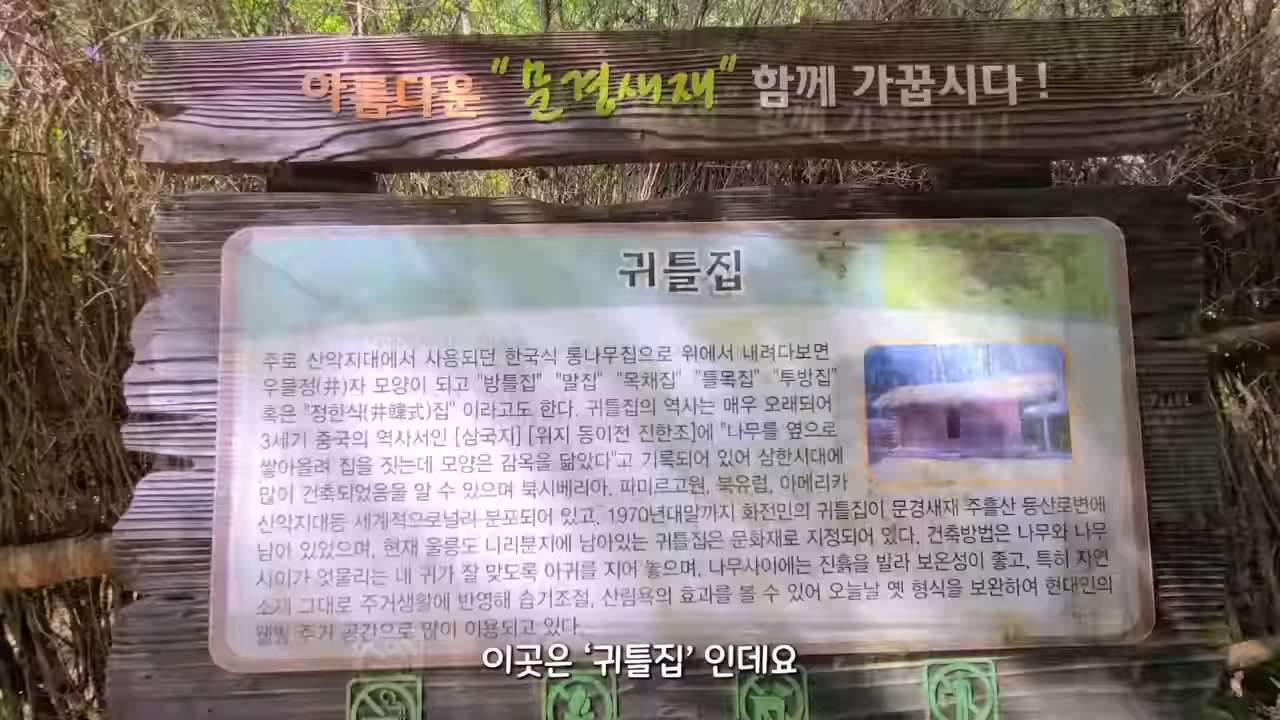 아름다운 "문경새재" 함께 가꿉시다 !
귀틀집
주로 산악지대에서 사용되던 한국식 통나무집으로 위에서 내려다보면
우물정(井)자 모양이 되고 "방틀집" "말집" "목채집" "틀목집" "투방집"
혹은 "정한식(井韓式)집" 이라고도 한다. 귀틀집의 역사는 매우 오래되어
3세기 중국의 역사서인 [삼국지] [위지 동이전 진한조]에 "나무를 옆으로
쌓아올려 집을 짓는데 모양은 감옥을 닮았다"고 기록되어 있어 삼한시대에
많이 건축되었음을 알 수 있으며 북시베리아, 파미르고원, 북유럽, 아메리카
산악지대등 세계적으로널리 분포되어 있고, 1970년대말까지 화전민의 귀틀집이 문경새재 주흘산 등산로변에
남아 있었으며, 현재 울릉도 나리분지에 남아있는 귀틀집은 문화재로 지정되어 있다. 건축방법은 나무와 나무
사이가 엇물리는 네 귀가 잘 맞도록 아귀를 지어 놓으며, 나무사이에는 진흙을 발라 보온성이 좋고, 특히 자연
소재 그대로 주거생활에 반영해 습기조절, 산림욕의 효과를 볼 수 있어 오늘날 옛 형식을 보완하여 현대인의
웰빙 주거 공간으로 많이 이용되고 있다.
이곳은 ‘귀틀집’ 인데요